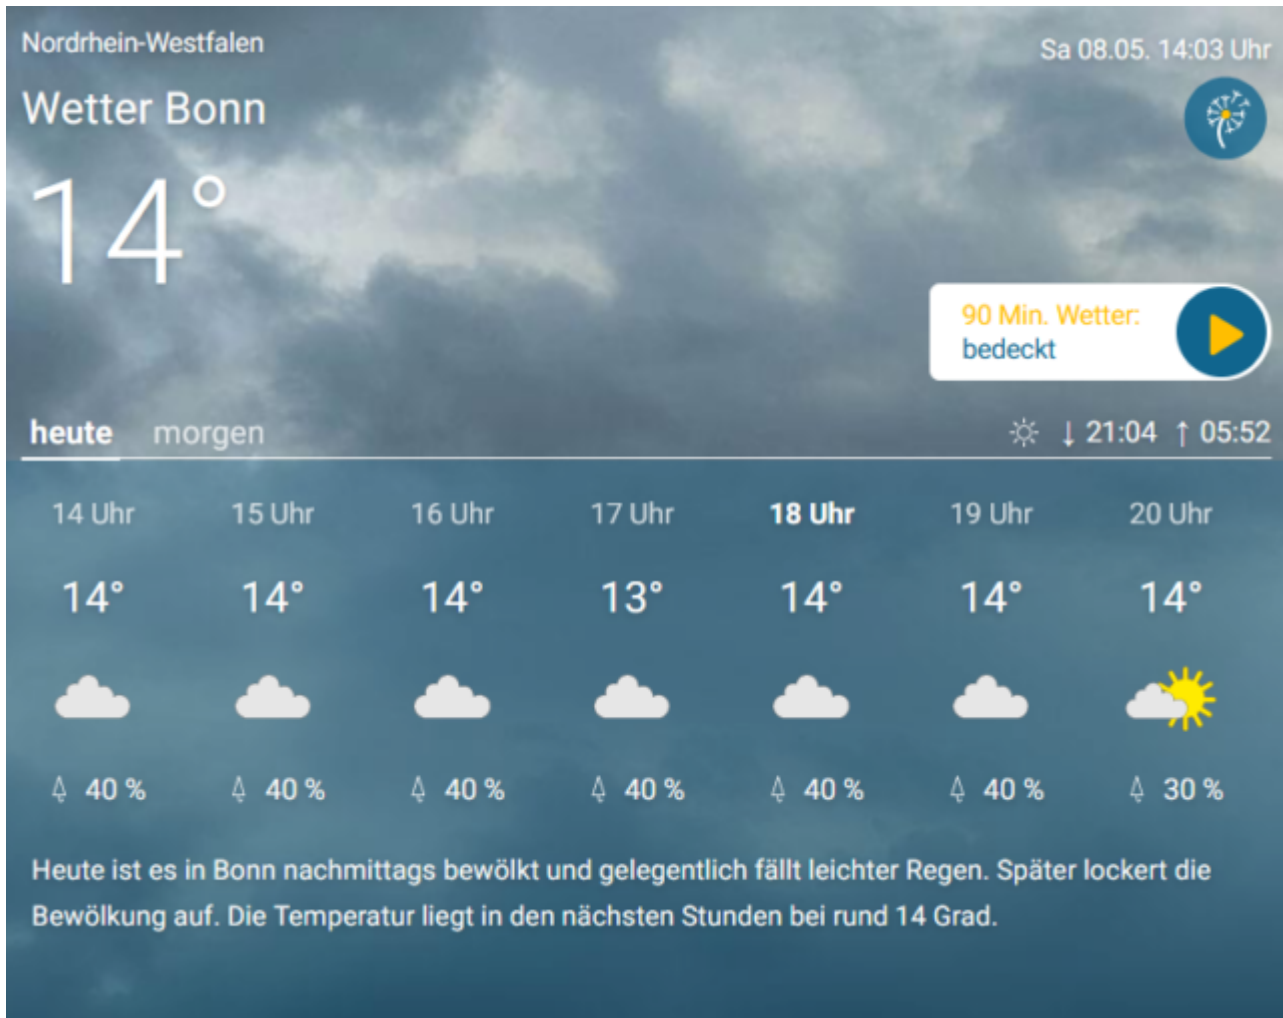 Nordrhein-Westfalen
Sa 08.05. 14:03 Uhr
Wetter Bonn
14°
90 Min. Wetter:
bedeckt
heute morgen
↓ 21:04 ↑ 05:52
14 Uhr 15 Uhr 16 Uhr 17 Uhr 18 Uhr 19 Uhr 20 Uhr
14° 14° 14° 13° 14° 14° 14°
40 % 40 % 40 % 40 % 40 % 40 % 30 %
Heute ist es in Bonn nachmittags bewölkt und gelegentlich fällt leichter Regen. Später lockert die
Bewölkung auf. Die Temperatur liegt in den nächsten Stunden bei rund 14 Grad.